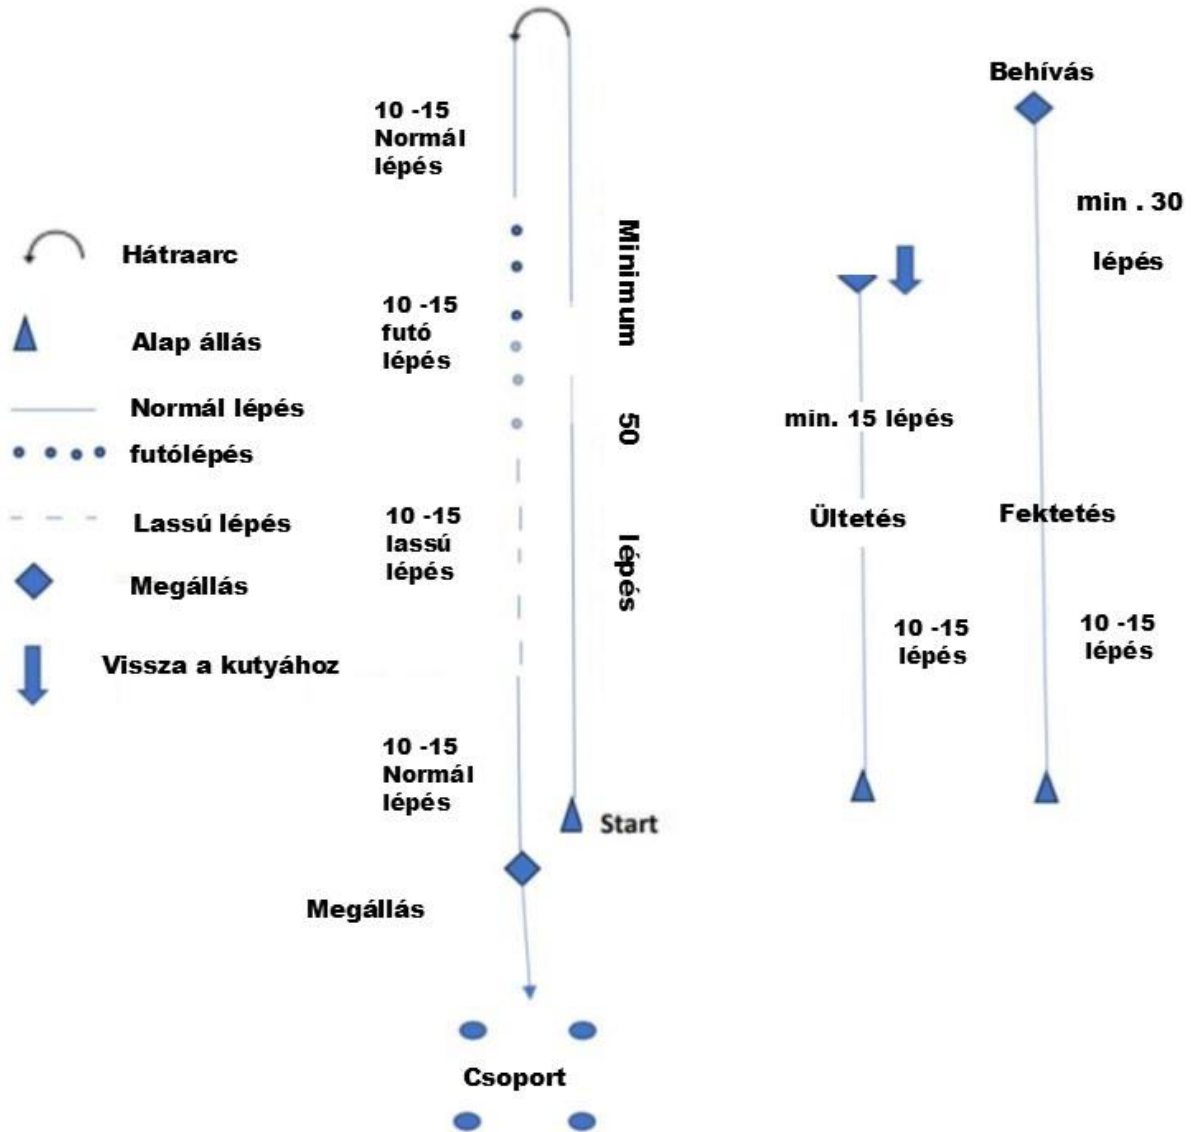 Hátraarc
Alap állás
Normál lépés
futólépés
Lassú lépés
Megállás
Vissza a kutyához
10 -15
Normál
lépés
10 -15
futó
lépés
10 -15
lassú
lépés
10 -15
Normál
lépés
Megállás
Minimum 50 lépés
Start
Csoport
min. 15 lépés
Ültetés
10 -15
lépés
Behívás
min . 30
lépés
Fektetés
10 -15
lépés